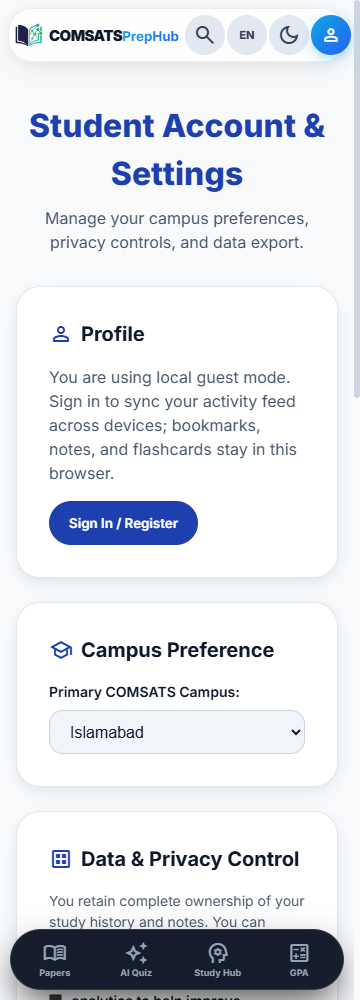 COMSATSPrepHub
EN
Student Account &
Settings
Manage your campus preferences,
privacy controls, and data export.
Profile
You are using local guest mode.
Sign in to sync your activity feed
across devices; bookmarks,
notes, and flashcards stay in this
browser.
Sign In / Register
Campus Preference
Primary COMSATS Campus:
Islamabad
Data & Privacy Control
You retain complete ownership of your
study history and notes. You can
Papers
AI Quiz
Study Hub
GPA
analytics to help improve